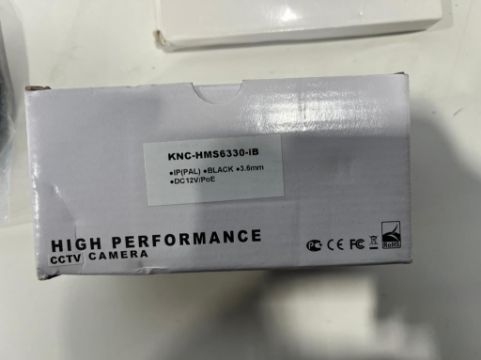 KNC-HMS6330-IB
●IP(PAL) ●BLACK ●3.6mm
●DC12V/PoE
HIGH PERFORMANCE
CCTV CAMERA
CE FC
RoHS